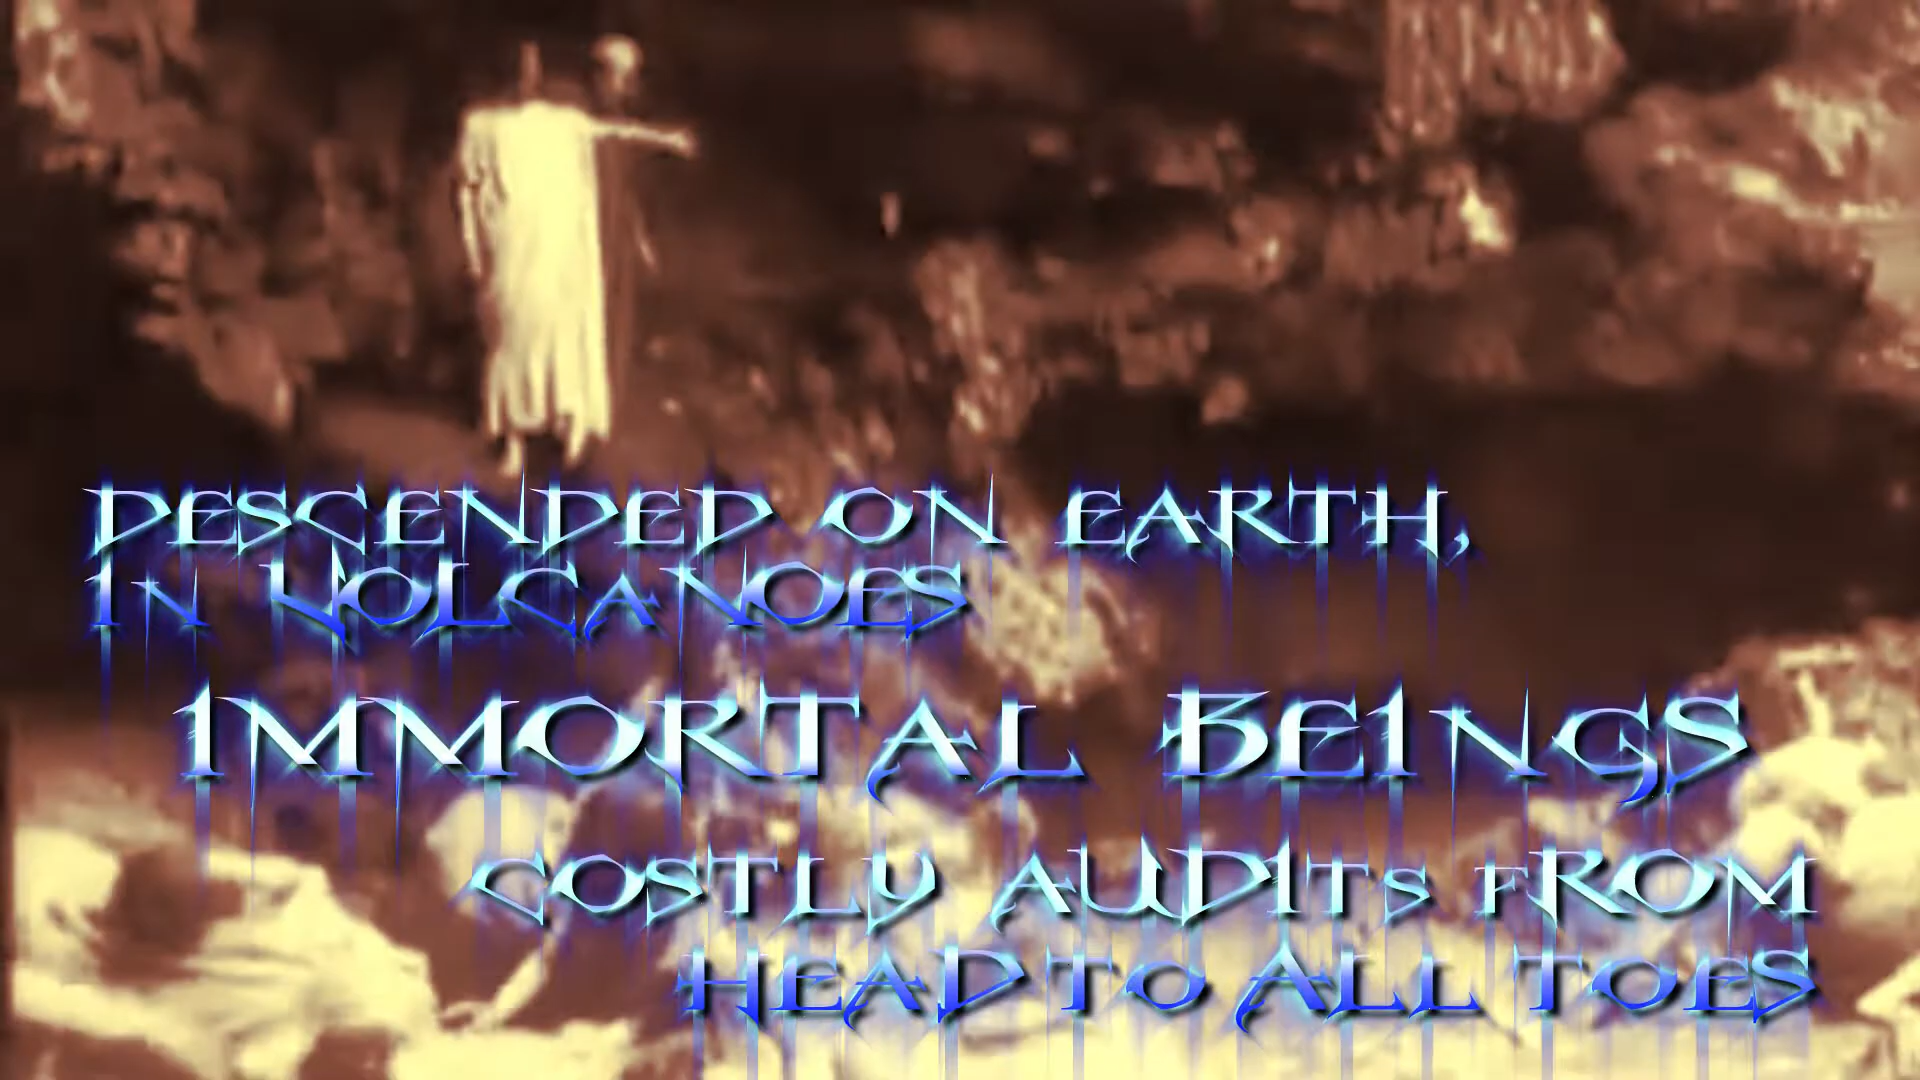 DESCENDED ON EARTH,
IN VOLCANOES
IMMORTAL BEINGS
COSTLY AUDITS FROM
HEAD TO ALL TOES